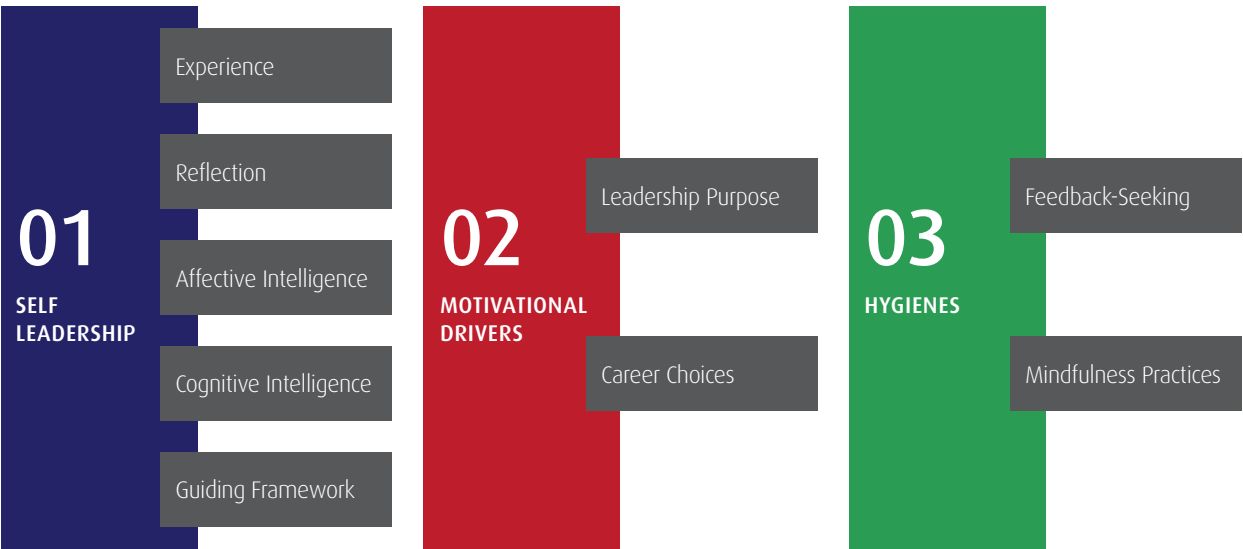 01
SELF
LEADERSHIP
Experience
Reflection
Affective Intelligence
Cognitive Intelligence
Guiding Framework
02
MOTIVATIONAL
DRIVERS
Leadership Purpose
Career Choices
03
HYGIENES
Feedback-Seeking
Mindfulness Practices